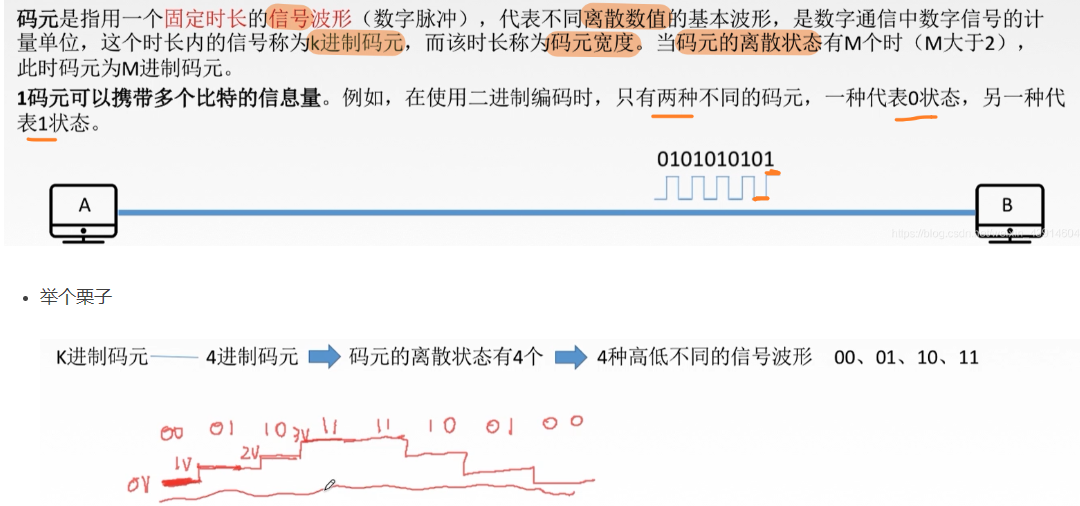 码元是指用一个固定时长的信号波形（数字脉冲），代表不同离散数值的基本波形，是数字通信中数字信号的计
量单位，这个时长内的信号称为k进制码元，而该时长称为码元宽度。当码元的离散状态有M个时（M大于2），
此时码元为M进制码元。
1码元可以携带多个比特的信息量。例如，在使用二进制编码时，只有两种不同的码元，一种代表0状态，另一种代
表1状态。
0101010101
A
B
举个栗子
K进制码元 4进制码元 码元的离散状态有4个 4种高低不同的信号波形 00、01、10、11
00 01 10 3V 11 11 10 01 00
1V 2V
0V